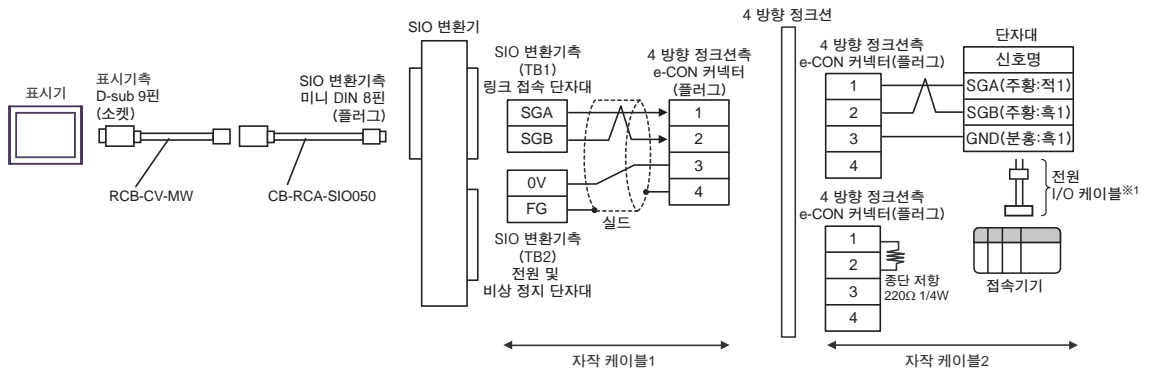 표시기
표시기측
D-sub 9핀
(소켓)
RCB-CV-MW
SIO 변환기측
미니 DIN 8핀
(플러그)
CB-RCA-SIO050
SIO 변환기
SIO 변환기측
(TB1)
링크 접속 단자대
SGA
SGB
0V
FG
SIO 변환기측
(TB2)
전원 및
비상 정지 단자대
실드
4 방향 정크션측
e-CON 커넥터
(플러그)
1
2
3
4
자작 케이블1
4 방향 정크션
4 방향 정크션측
e-CON 커넥터(플러그)
1
2
3
4
4 방향 정크션측
e-CON 커넥터(플러그)
1
2
3
4
종단 저항
220Ω 1/4W
단자대
신호명
SGA(주황:적1)
SGB(주황:흑1)
GND(분홍:흑1)
전원
I/O 케이블※1
접속기기
자작 케이블2